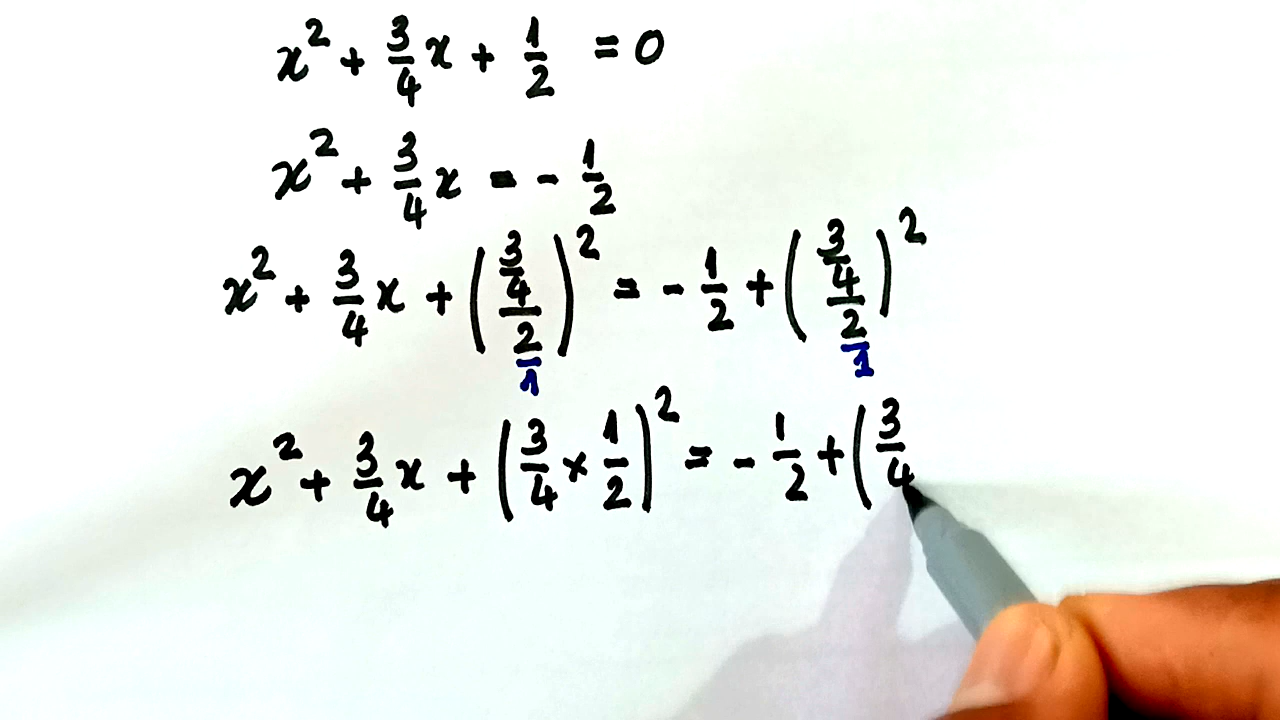 x² + 3/4 x + 1/2 = 0
x² + 3/4 x = - 1/2
x² + 3/4 x + ((3/4)/(2/1))² = - 1/2 + ((3/4)/(2/1))²
x² + 3/4 x + (3/4 × 1/2)² = - 1/2 + (3/4